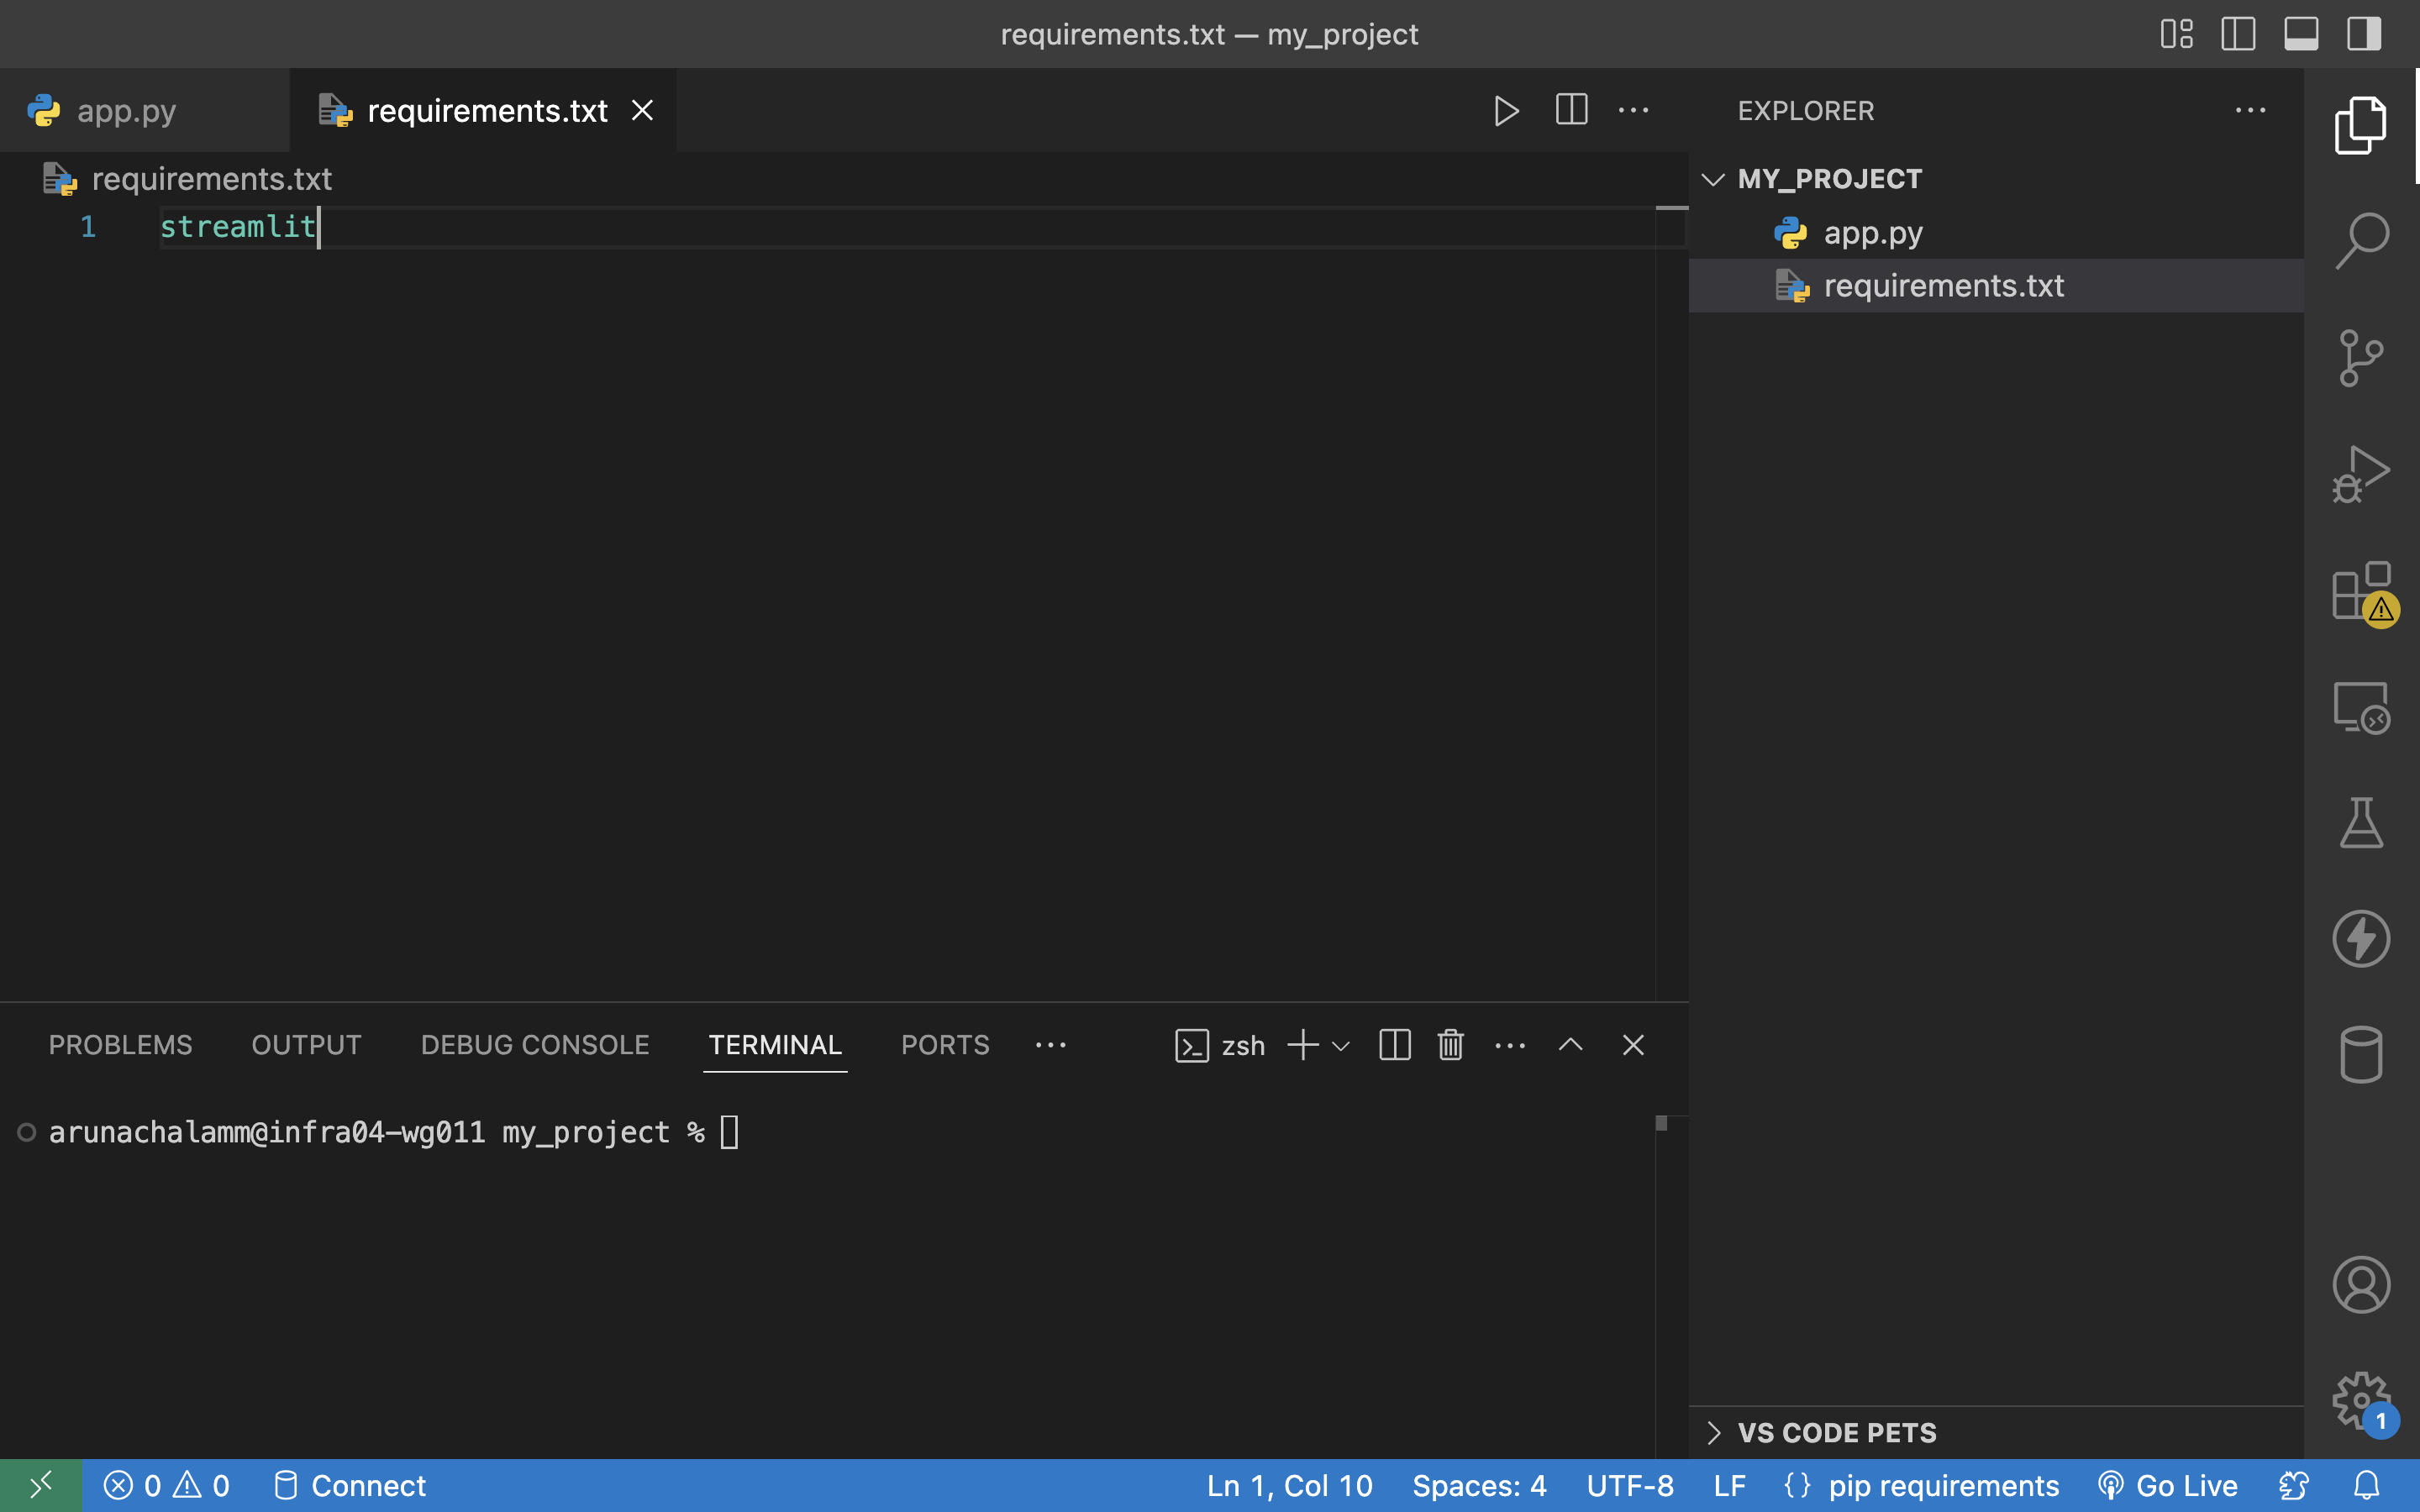 requirements.txt — my_project
app.py
requirements.txt
EXPLORER
requirements.txt
MY_PROJECT
1 streamlit
app.py
requirements.txt
PROBLEMS OUTPUT DEBUG CONSOLE TERMINAL PORTS
zsh
arunachalamm@infra04-wg011 my_project %
VS CODE PETS
1
0 0 Connect
Ln 1, Col 10 Spaces: 4 UTF-8 LF {} pip requirements Go Live